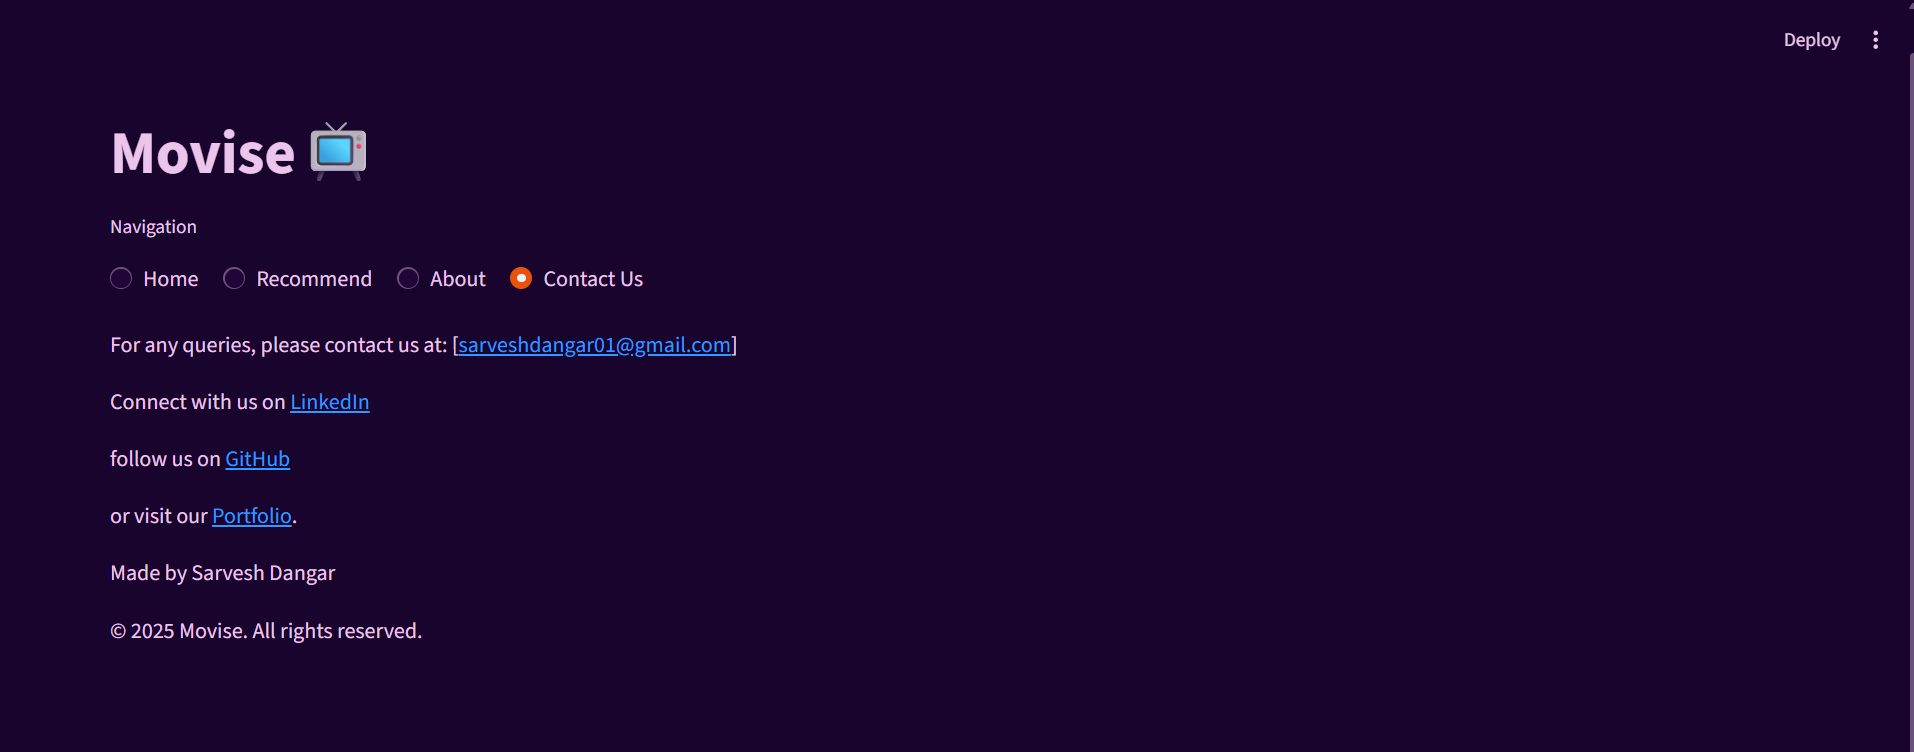 Deploy
Movise
Navigation
Home Recommend About Contact Us
For any queries, please contact us at: [sarveshdangar01@gmail.com]
Connect with us on LinkedIn
follow us on GitHub
or visit our Portfolio.
Made by Sarvesh Dangar
© 2025 Movise. All rights reserved.